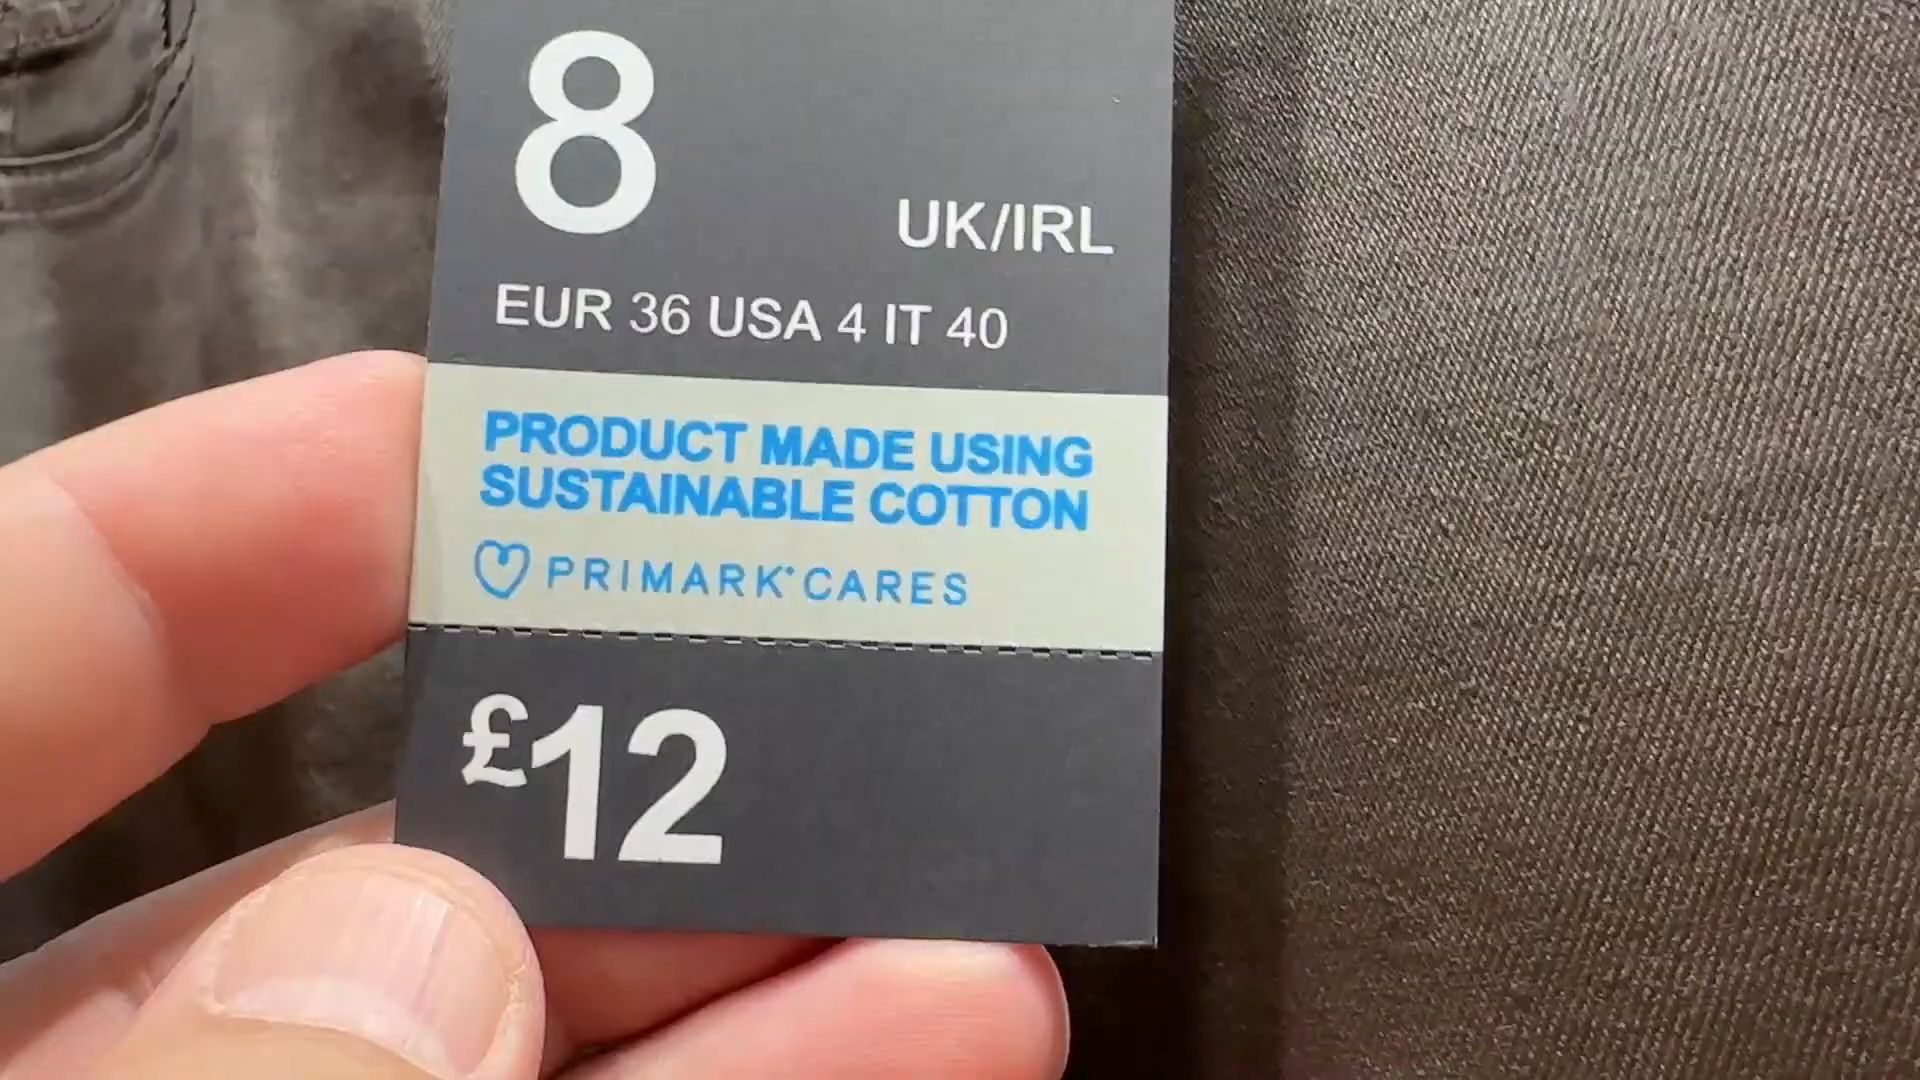 8
UK/IRL
EUR 36 USA 4 IT 40
PRODUCT MADE USING
SUSTAINABLE COTTON
PRIMARK CARES
£12